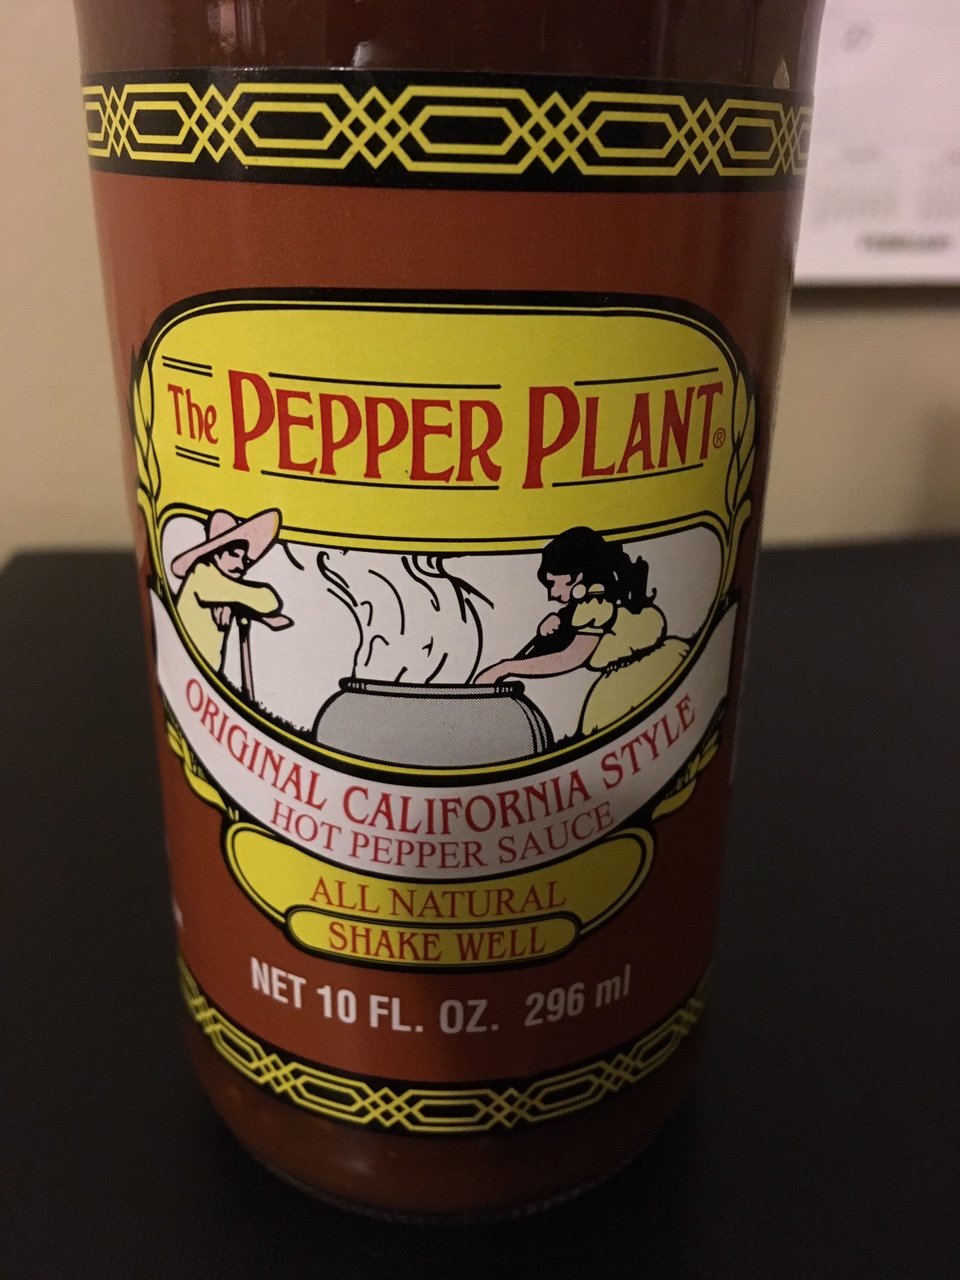 The PEPPER PLANT®
ORIGINAL CALIFORNIA STYLE
HOT PEPPER SAUCE
ALL NATURAL
SHAKE WELL
NET 10 FL. OZ. 296 ml
FEBRUARY